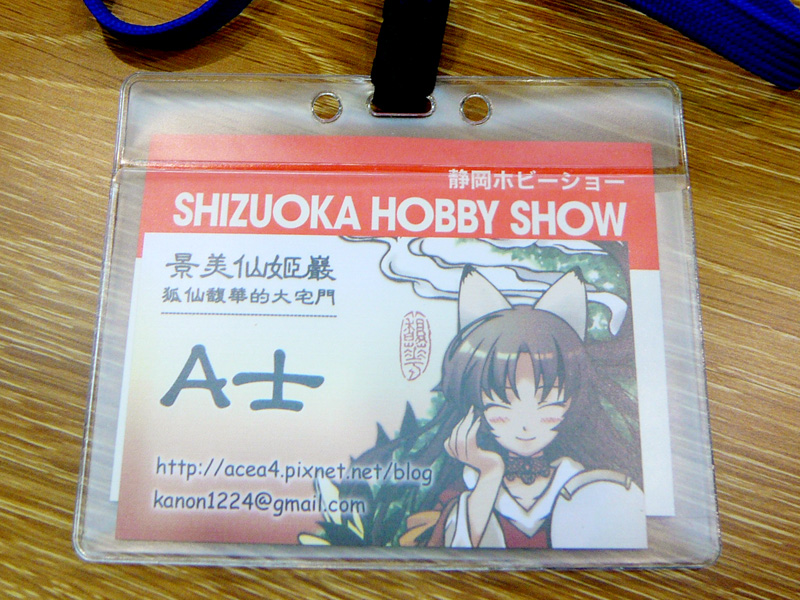 静岡ホビーショー
SHIZUOKA HOBBY SHOW
景美仙姬巖
狐仙馥華的大宅門
A士
http://acea4.pixnet.net/blog
kanon1224@gmail.com